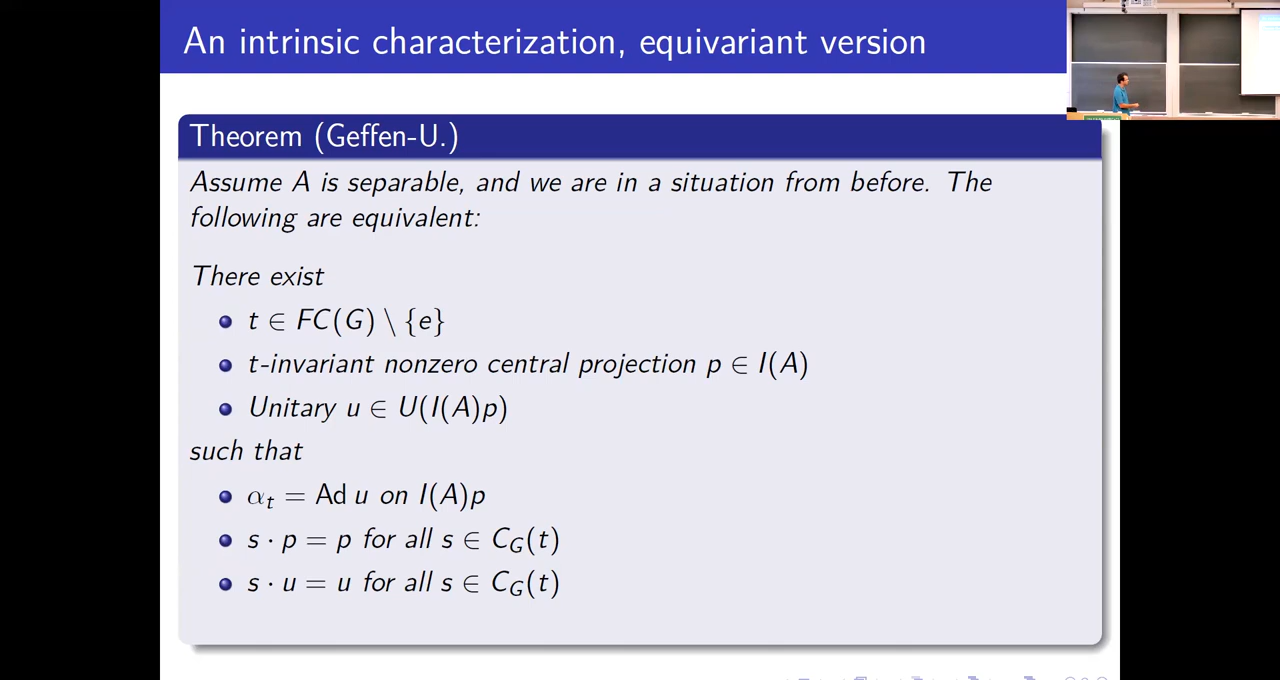 An intrinsic characterization, equivariant version
Theorem (Geffen-U.)
Assume A is separable, and we are in a situation from before. The
following are equivalent:
There exist
t ∈ FC(G) \ {e}
t-invariant nonzero central projection p ∈ I(A)
Unitary u ∈ U(I(A)p)
such that
α_t = Ad u on I(A)p
s · p = p for all s ∈ C_G(t)
s · u = u for all s ∈ C_G(t)